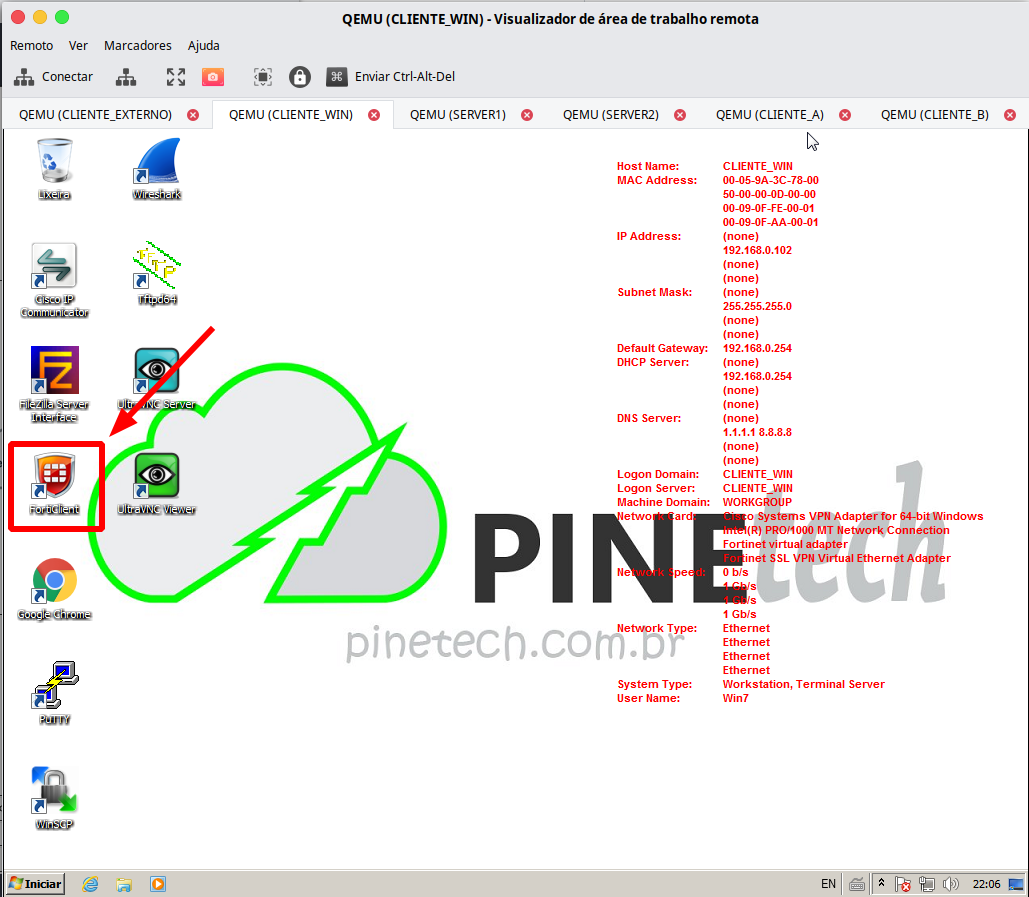 QEMU (CLIENTE_WIN) - Visualizador de área de trabalho remota
Remoto Ver Marcadores Ajuda
Conectar Enviar Ctrl-Alt-Del
QEMU (CLIENTE_EXTERNO) QEMU (CLIENTE_WIN) QEMU (SERVER1) QEMU (SERVER2) QEMU (CLIENTE_A) QEMU (CLIENTE_B)
Lixeira
Wireshark
Cisco IP
Communicator
TFTP
Tftpd64
FZ
FileZilla Server
Interface
UltraVNC Server
FortiClient
UltraVNC Viewer
Google Chrome
PuTTY
WinSCP
PINEtech
pinetech.com.br
Host Name: CLIENTE_WIN
MAC Address: 00-05-9A-3C-78-00
50-00-00-0D-00-00
00-09-0F-FE-00-01
00-09-0F-AA-00-01
IP Address: (none)
192.168.0.102
(none)
(none)
Subnet Mask: (none)
255.255.255.0
(none)
(none)
Default Gateway: 192.168.0.254
DHCP Server: (none)
192.168.0.254
(none)
(none)
DNS Server: (none)
1.1.1.1 8.8.8.8
(none)
(none)
Logon Domain: CLIENTE_WIN
Logon Server: CLIENTE_WIN
Machine Domain: WORKGROUP
Network Card: Cisco Systems VPN Adapter for 64-bit Windows
Intel(R) PRO/1000 MT Network Connection
Fortinet virtual adapter
Fortinet SSL VPN Virtual Ethernet Adapter
Network Speed: 0 b/s
1 Gb/s
1 Gb/s
1 Gb/s
Network Type: Ethernet
Ethernet
Ethernet
Ethernet
System Type: Workstation, Terminal Server
User Name: Win7
Iniciar
EN
22:06